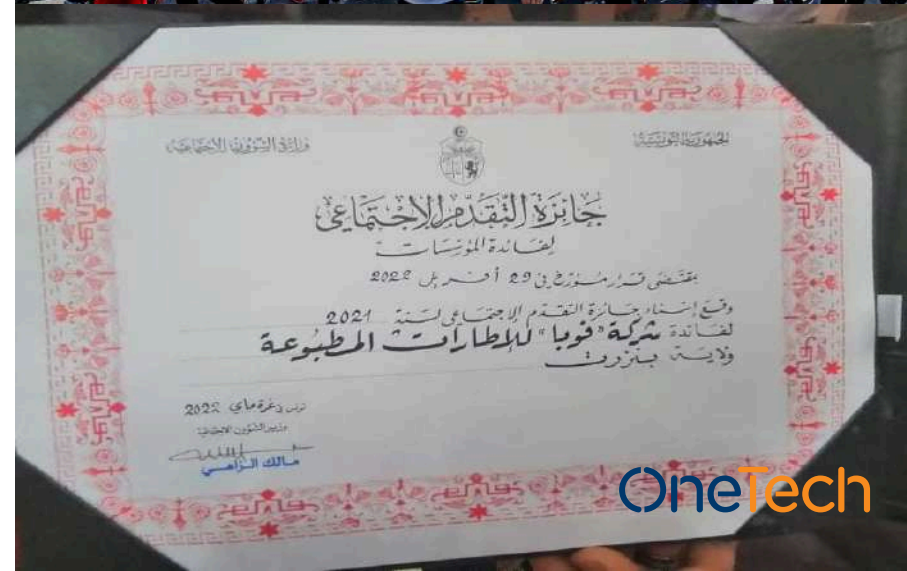 الجمهورية التونسية
وزارة الشؤون الاجتماعية
جائزة التقدم الاجتماعي
لفائدة المؤسسات
بمقتضى قرار مؤرخ في 29 أفريل 2022
وقع إسناد جائزة التقدم الاجتماعي لسنة 2021
لفائدة شركة "فوبا" للاطارات المطبوعة
ولاية بنزرت
تونس في غرة ماي 2022
وزير الشؤون الاجتماعية
مالك الزاهي
OneTech